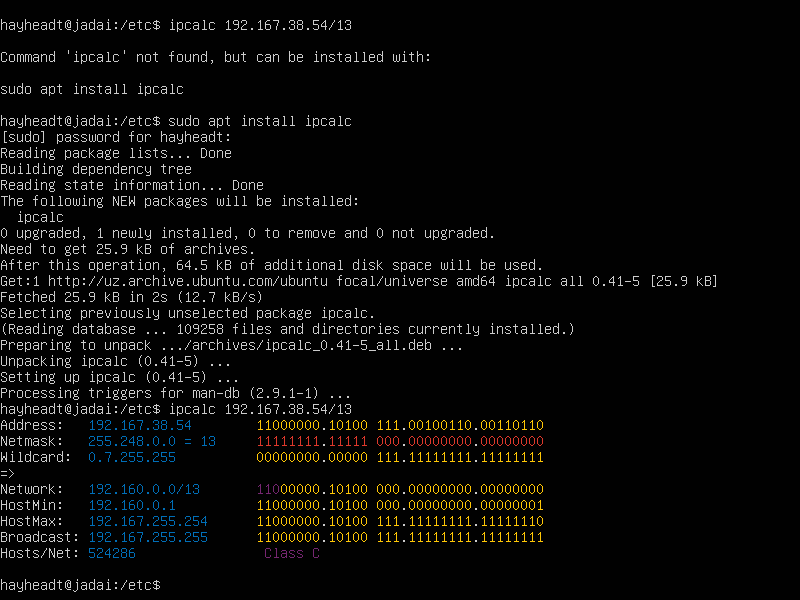 hayheadt@jadai:/etc$ ipcalc 192.167.38.54/13
Command 'ipcalc' not found, but can be installed with:
sudo apt install ipcalc
hayheadt@jadai:/etc$ sudo apt install ipcalc
[sudo] password for hayheadt:
Reading package lists... Done
Building dependency tree
Reading state information... Done
The following NEW packages will be installed:
  ipcalc
0 upgraded, 1 newly installed, 0 to remove and 0 not upgraded.
Need to get 25.9 kB of archives.
After this operation, 64.5 kB of additional disk space will be used.
Get:1 http://uz.archive.ubuntu.com/ubuntu focal/universe amd64 ipcalc all 0.41-5 [25.9 kB]
Fetched 25.9 kB in 2s (12.7 kB/s)
Selecting previously unselected package ipcalc.
(Reading database ... 109258 files and directories currently installed.)
Preparing to unpack .../archives/ipcalc_0.41-5_all.deb ...
Unpacking ipcalc (0.41-5) ...
Setting up ipcalc (0.41-5) ...
Processing triggers for man-db (2.9.1-1) ...
hayheadt@jadai:/etc$ ipcalc 192.167.38.54/13
Address:   192.167.38.54        11000000.10100 111.00100110.00110110
Netmask:   255.248.0.0 = 13     11111111.11111 000.00000000.00000000
Wildcard:  0.7.255.255          00000000.00000 111.11111111.11111111
=>
Network:   192.160.0.0/13       11000000.10100 000.00000000.00000000
HostMin:   192.160.0.1          11000000.10100 000.00000000.00000001
HostMax:   192.167.255.254      11000000.10100 111.11111111.11111110
Broadcast: 192.167.255.255      11000000.10100 111.11111111.11111111
Hosts/Net: 524286                Class C
hayheadt@jadai:/etc$